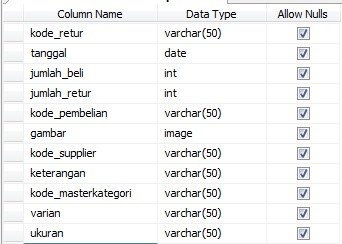 Column Name Data Type Allow Nulls
kode_retur varchar(50)
tanggal date
jumlah_beli int
jumlah_retur int
kode_pembelian varchar(50)
gambar image
kode_supplier varchar(50)
keterangan varchar(50)
kode_masterkategori varchar(50)
varian varchar(50)
ukuran varchar(50)